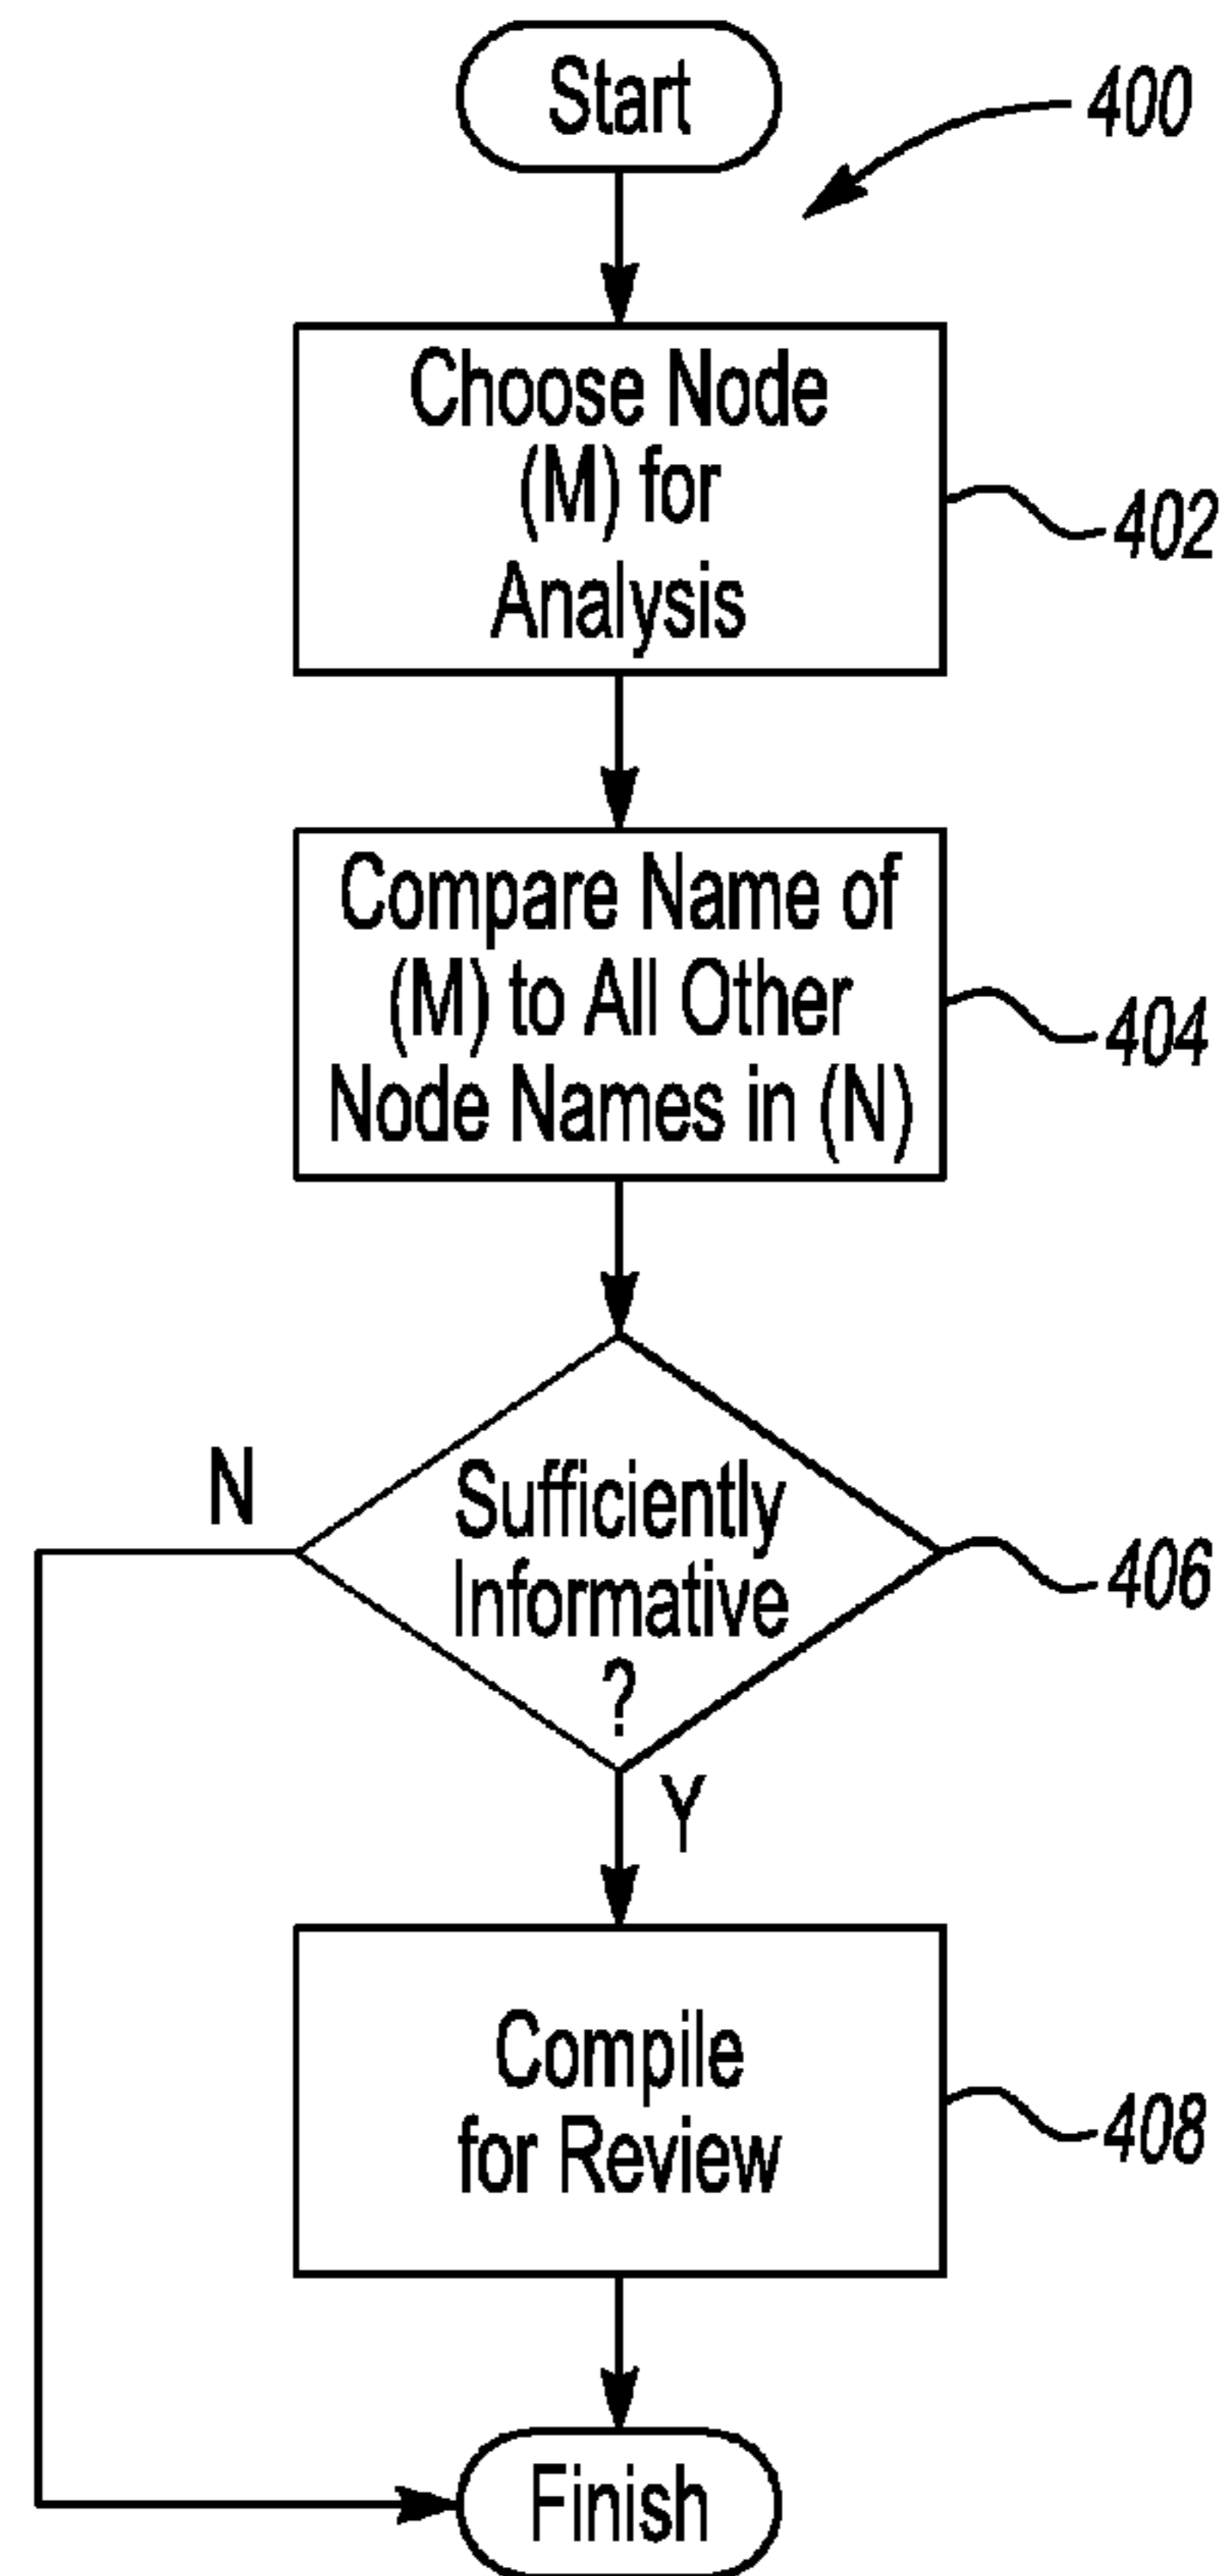 Start
400
Choose Node
(M) for
Analysis
402
Compare Name of
(M) to All Other
Node Names in (N)
404
N
Sufficiently
Informative
?
406
Y
Compile
for Review
408
Finish